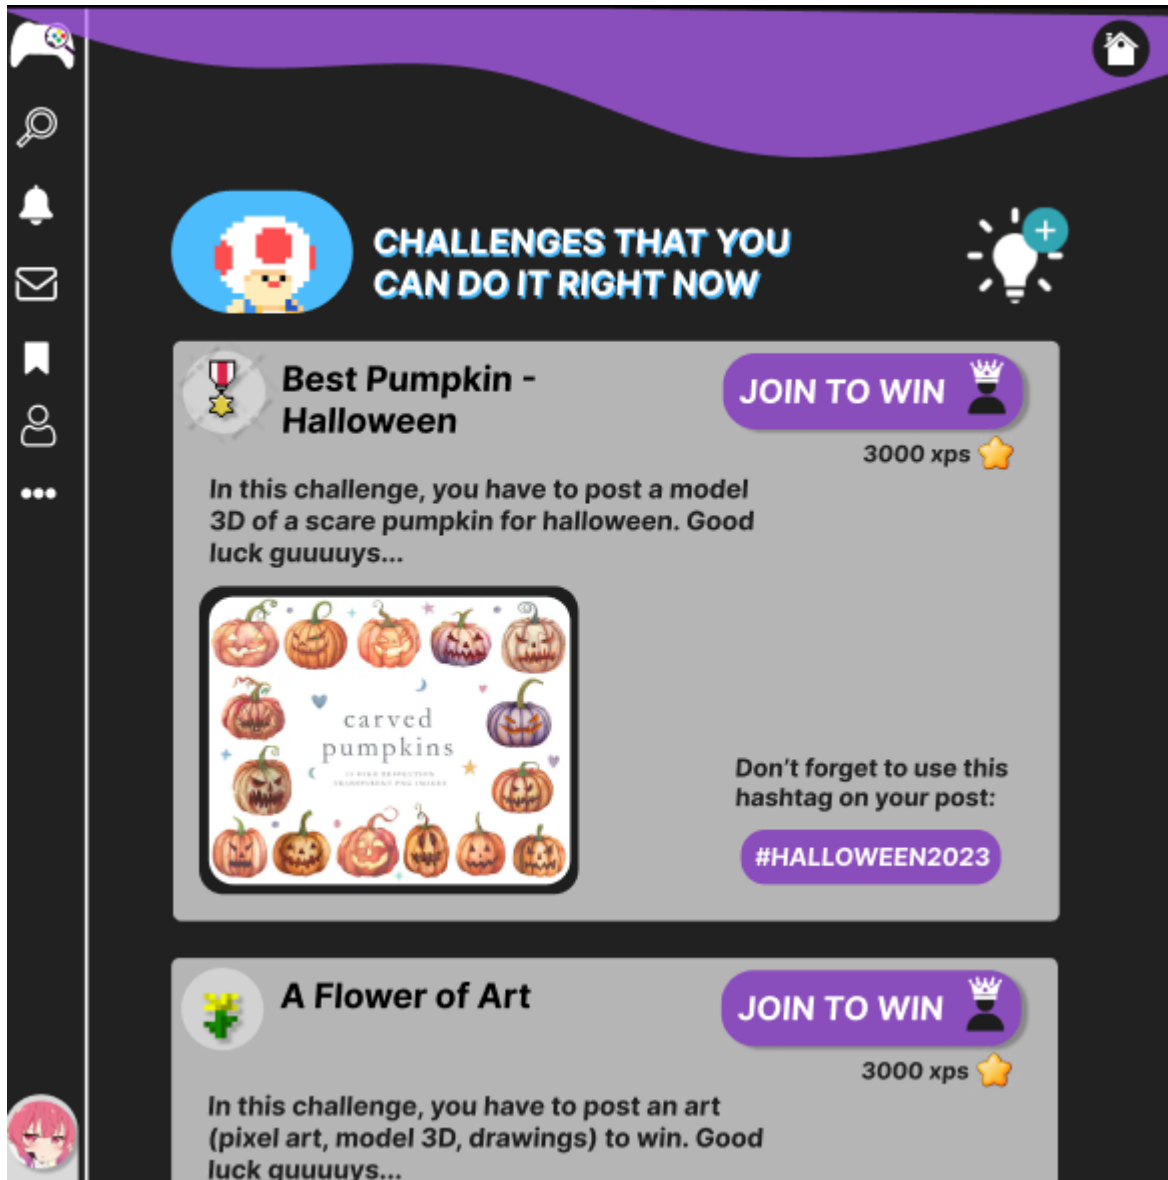 CHALLENGES THAT YOU
CAN DO IT RIGHT NOW
Best Pumpkin -
Halloween
JOIN TO WIN
3000 xps
In this challenge, you have to post a model
3D of a scare pumpkin for halloween. Good
luck guuuuys...
carved
pumpkins
TRANSPARENT PNG IMAGES
Don't forget to use this
hashtag on your post:
#HALLOWEEN2023
A Flower of Art
JOIN TO WIN
3000 xps
In this challenge, you have to post an art
(pixel art, model 3D, drawings) to win. Good
luck guuuuys...